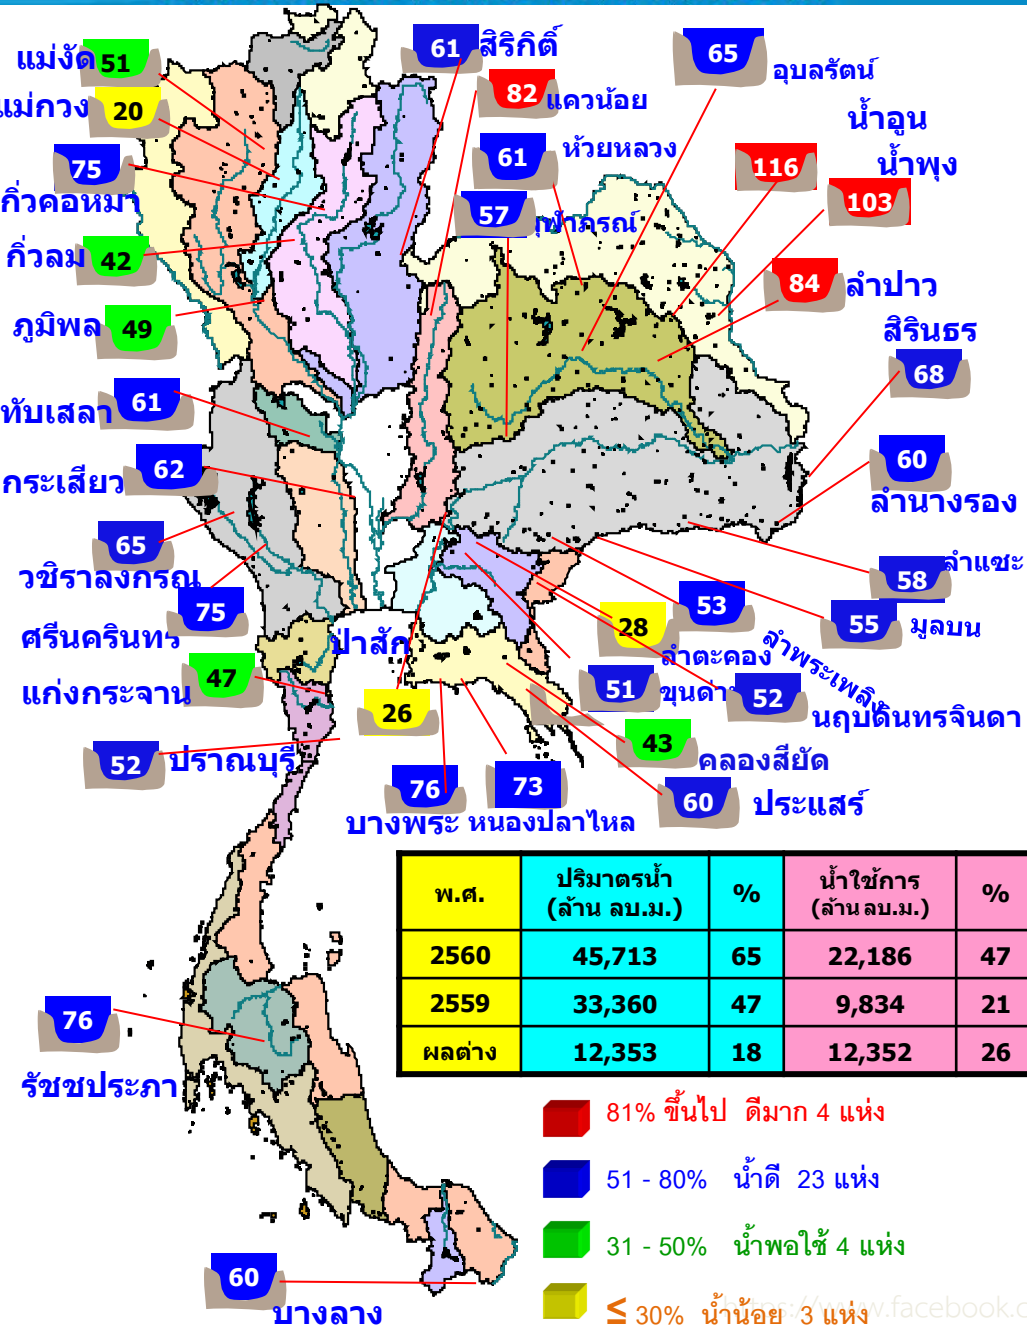 แม่งัด 51
แม่กวง 20
75
กิ่วคอหมา
กิ่วลม 42
ภูมิพล 49
ทับเสลา 61
กระเสียว 62
65
วชิราลงกรณ
75
ศรีนครินทร
แก่งกระจาน 47
52 ปราณบุรี
ป่าสัก
26
61 สิริกิติ์
82 แควน้อย
61 ห้วยหลวง
57 จุฬาภรณ์
65 อุบลรัตน์
น้ำอูน
116
น้ำพุง
103
84 ลำปาว
สิรินธร
68
60
ลำนางรอง
58 ลำแชะ
55 มูลบน
53 ลำพระเพลิง
28
ลำตะคอง
51 ขุนด่าน
52 นฤบดินทรจินดา
43 คลองสียัด
60 ประแสร์
76
บางพระ
73
หนองปลาไหล
พ.ศ. ปริมาตรน้ำ (ล้าน ลบ.ม.) % น้ำใช้การ (ล้าน ลบ.ม.) %
2560 45,713 65 22,186 47
2559 33,360 47 9,834 21
ผลต่าง 12,353 18 12,352 26
76
รัชชประภา
60
บางลาง
81% ขึ้นไป ดีมาก 4 แห่ง
51 - 80% น้ำดี 23 แห่ง
31 - 50% น้ำพอใช้ 4 แห่ง
≤ 30% น้ำน้อย 3 แห่ง
https://www.facebook.c